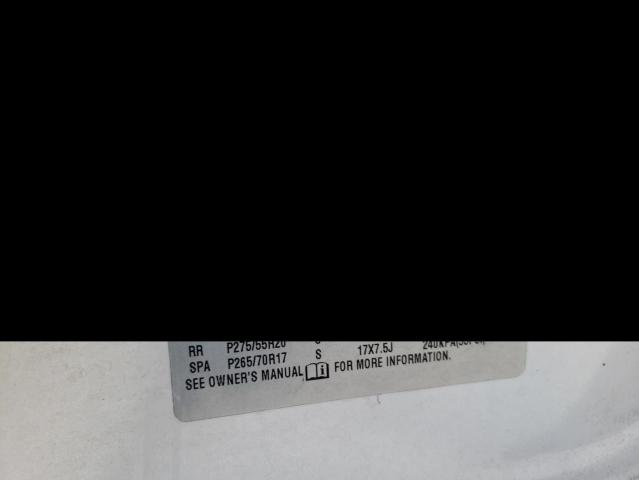 RR P275/55R20
SPA P265/70R17 S 17X7.5J
SEE OWNER'S MANUAL FOR MORE INFORMATION.